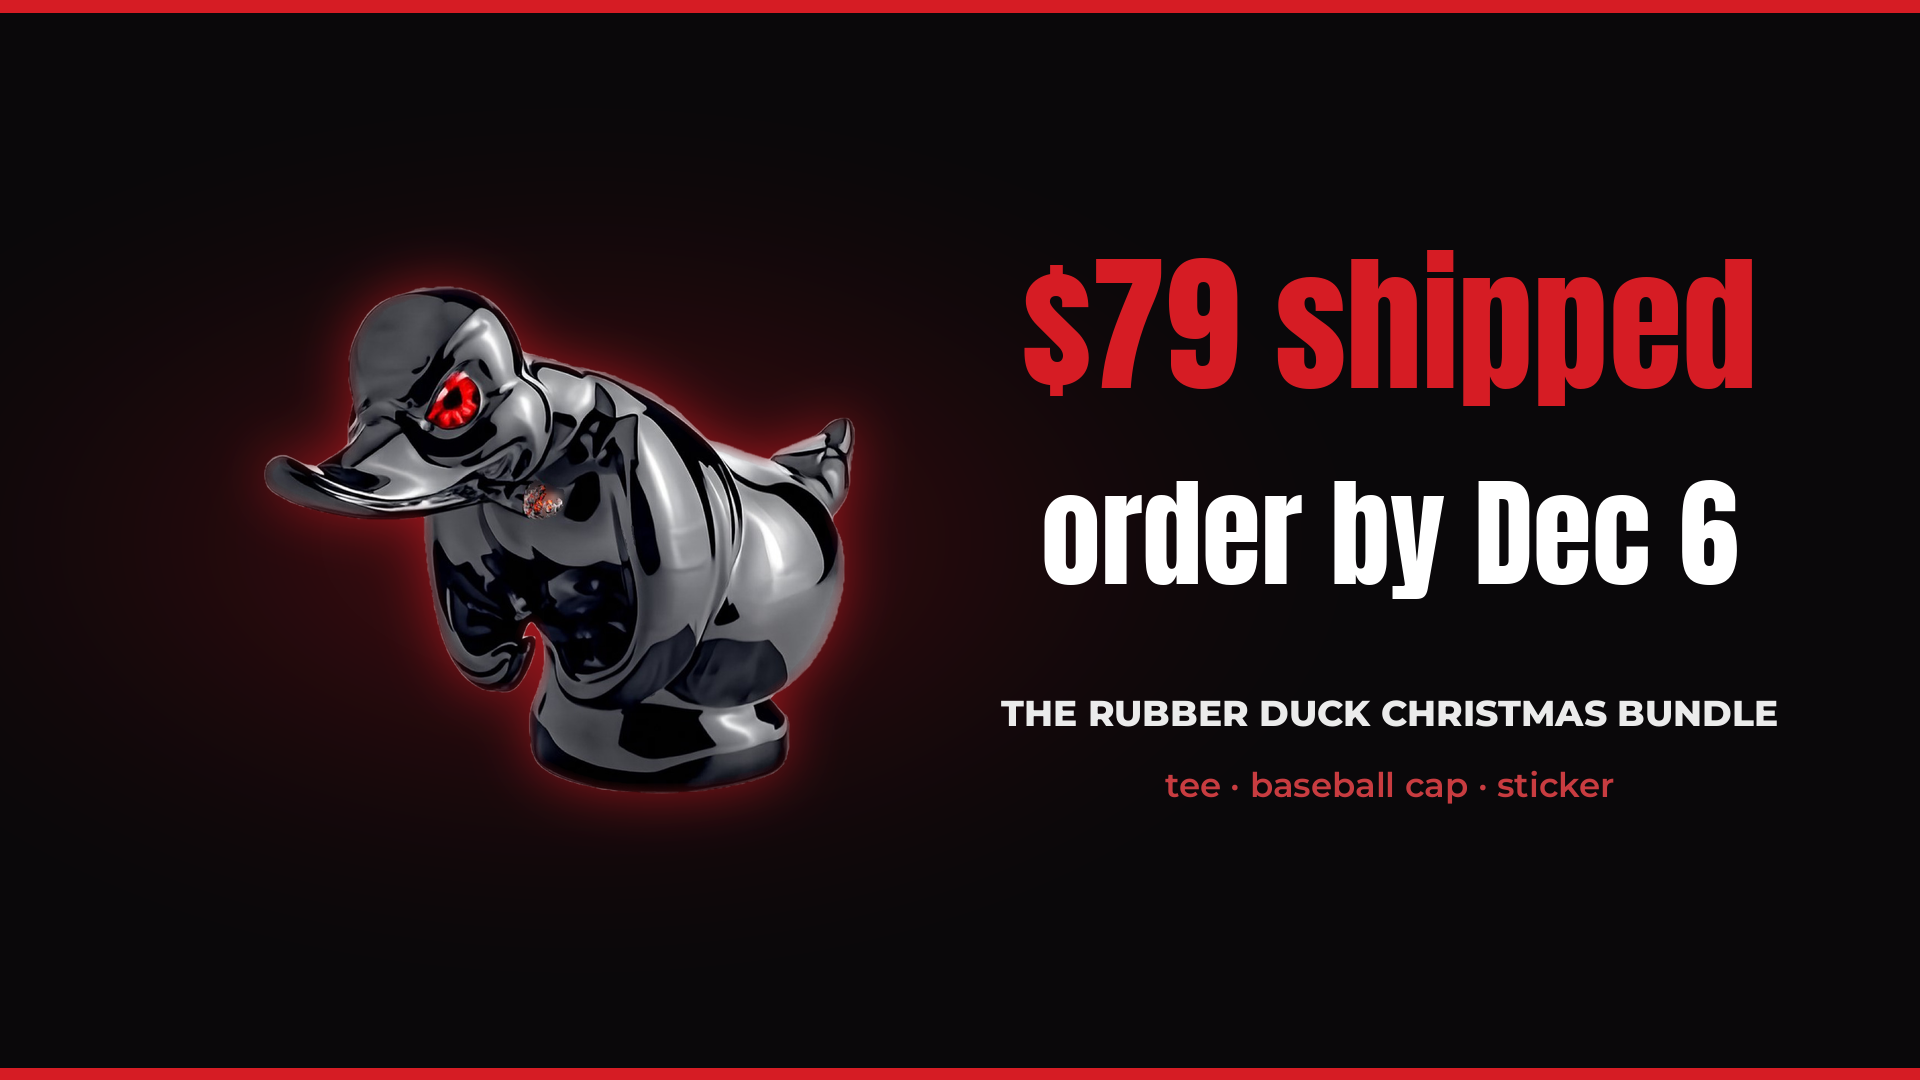 $79 shipped
order by Dec 6
THE RUBBER DUCK CHRISTMAS BUNDLE
tee · baseball cap · sticker